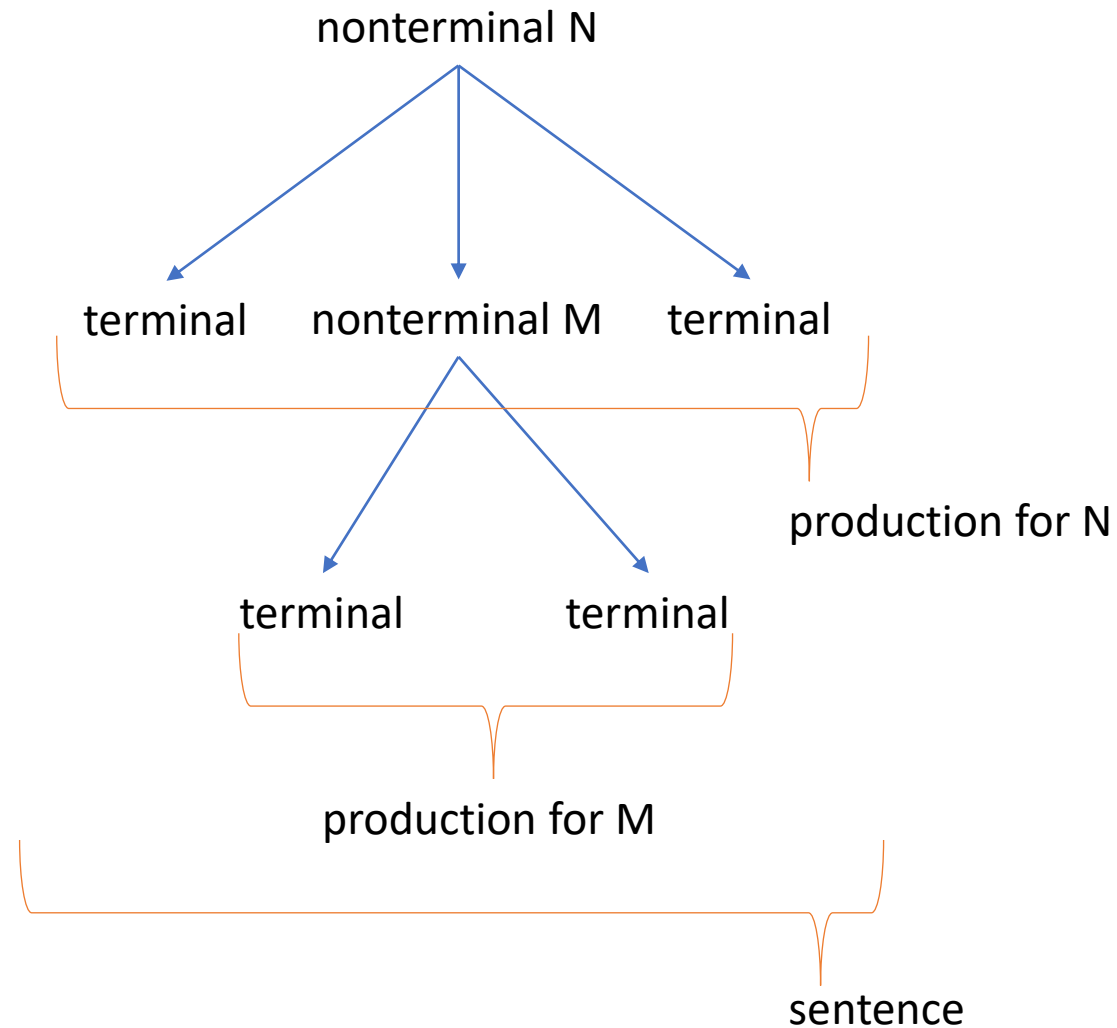 nonterminal N
terminal nonterminal M terminal
production for N
terminal terminal
production for M
sentence